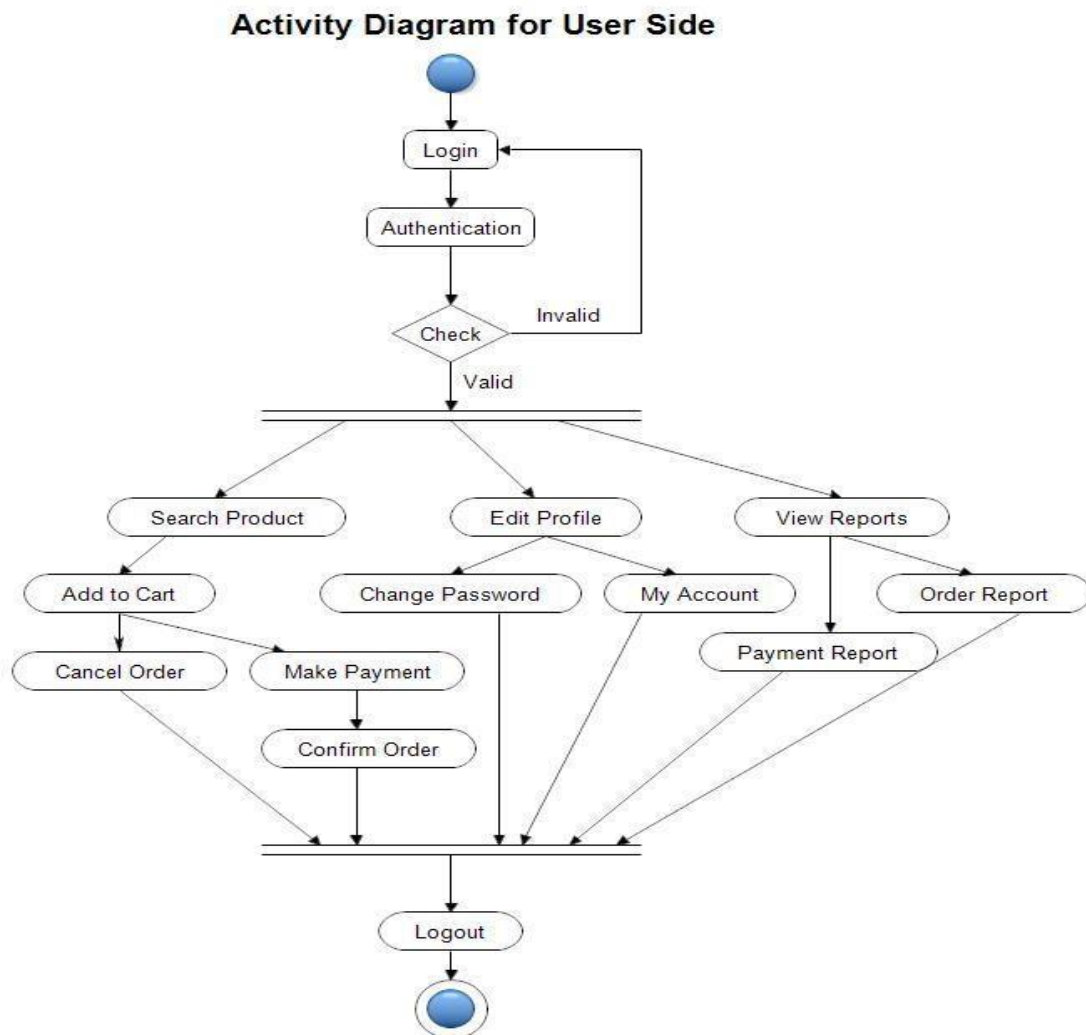 Activity Diagram for User Side
Login
Authentication
Check
Invalid
Valid
Search Product
Edit Profile
View Reports
Add to Cart
Change Password
My Account
Order Report
Cancel Order
Make Payment
Payment Report
Confirm Order
Logout